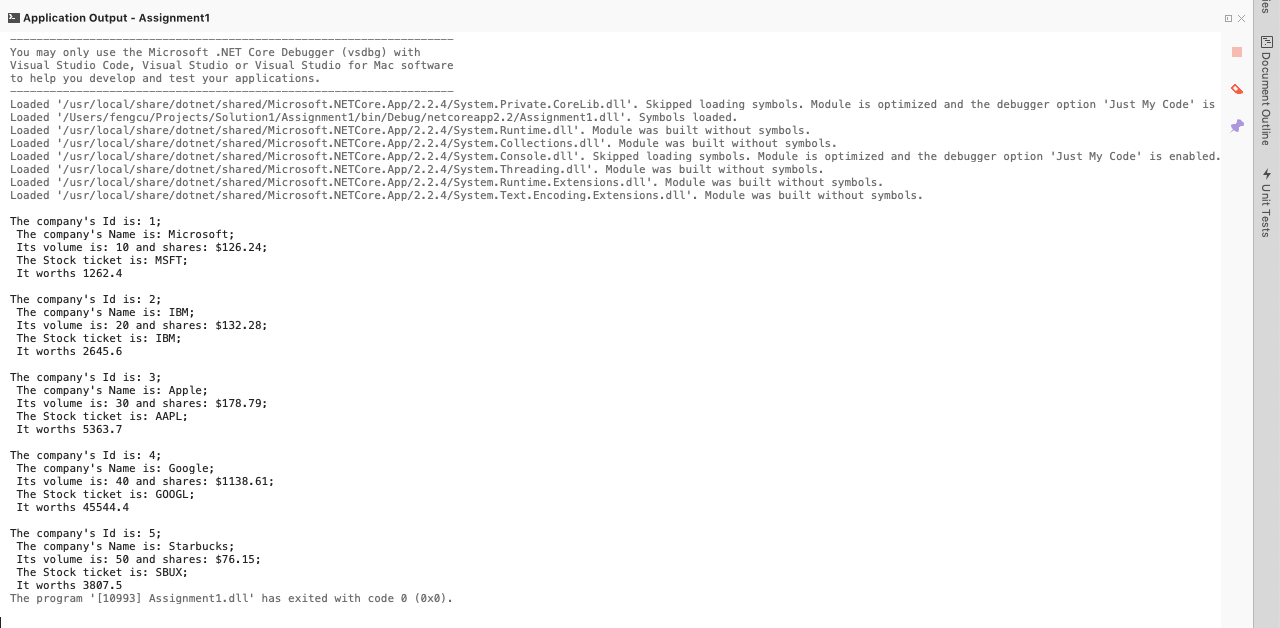 Application Output - Assignment1
--------------------------------------------------------------------
You may only use the Microsoft .NET Core Debugger (vsdbg) with
Visual Studio Code, Visual Studio or Visual Studio for Mac software
to help you develop and test your applications.
--------------------------------------------------------------------
Loaded '/usr/local/share/dotnet/shared/Microsoft.NETCore.App/2.2.4/System.Private.CoreLib.dll'. Skipped loading symbols. Module is optimized and the debugger option 'Just My Code' is
Loaded '/Users/fengcu/Projects/Solution1/Assignment1/bin/Debug/netcoreapp2.2/Assignment1.dll'. Symbols loaded.
Loaded '/usr/local/share/dotnet/shared/Microsoft.NETCore.App/2.2.4/System.Runtime.dll'. Module was built without symbols.
Loaded '/usr/local/share/dotnet/shared/Microsoft.NETCore.App/2.2.4/System.Collections.dll'. Module was built without symbols.
Loaded '/usr/local/share/dotnet/shared/Microsoft.NETCore.App/2.2.4/System.Console.dll'. Skipped loading symbols. Module is optimized and the debugger option 'Just My Code' is enabled.
Loaded '/usr/local/share/dotnet/shared/Microsoft.NETCore.App/2.2.4/System.Threading.dll'. Module was built without symbols.
Loaded '/usr/local/share/dotnet/shared/Microsoft.NETCore.App/2.2.4/System.Runtime.Extensions.dll'. Module was built without symbols.
Loaded '/usr/local/share/dotnet/shared/Microsoft.NETCore.App/2.2.4/System.Text.Encoding.Extensions.dll'. Module was built without symbols.
The company's Id is: 1;
The company's Name is: Microsoft;
Its volume is: 10 and shares: $126.24;
The Stock ticket is: MSFT;
It worths 1262.4
The company's Id is: 2;
The company's Name is: IBM;
Its volume is: 20 and shares: $132.28;
The Stock ticket is: IBM;
It worths 2645.6
The company's Id is: 3;
The company's Name is: Apple;
Its volume is: 30 and shares: $178.79;
The Stock ticket is: AAPL;
It worths 5363.7
The company's Id is: 4;
The company's Name is: Google;
Its volume is: 40 and shares: $1138.61;
The Stock ticket is: GOOGL;
It worths 45544.4
The company's Id is: 5;
The company's Name is: Starbucks;
Its volume is: 50 and shares: $76.15;
The Stock ticket is: SBUX;
It worths 3807.5
The program '[10993] Assignment1.dll' has exited with code 0 (0x0).
ies
Document Outline
Unit Tests